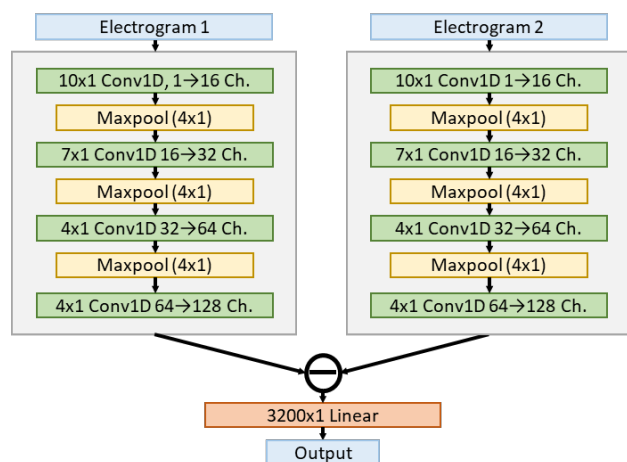 Electrogram 1
10x1 Conv1D, 1→16 Ch.
Maxpool (4x1)
7x1 Conv1D 16→32 Ch.
Maxpool (4x1)
4x1 Conv1D 32→64 Ch.
Maxpool (4x1)
4x1 Conv1D 64→128 Ch.
Electrogram 2
10x1 Conv1D 1→16 Ch.
Maxpool (4x1)
7x1 Conv1D 16→32 Ch.
Maxpool (4x1)
4x1 Conv1D 32→64 Ch.
Maxpool (4x1)
4x1 Conv1D 64→128 Ch.
3200x1 Linear
Output